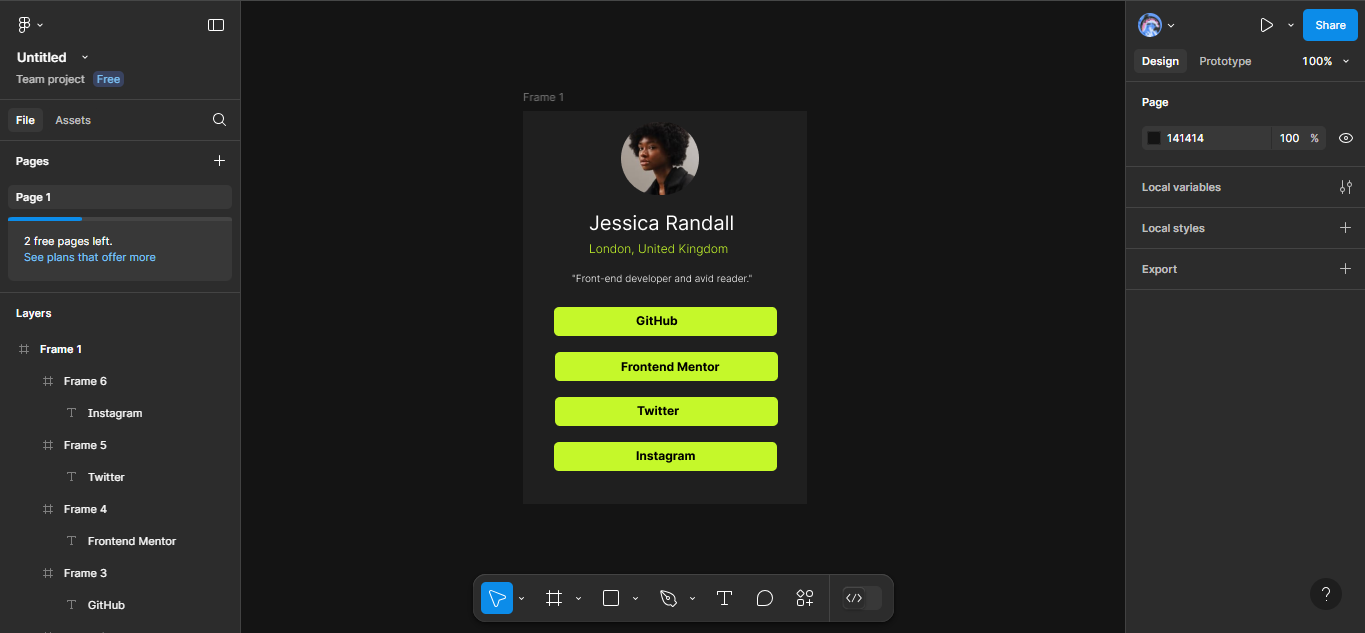 Untitled
Team project Free
File Assets
Pages
Page 1
2 free pages left.
See plans that offer more
Layers
Frame 1
Frame 6
Instagram
Frame 5
Twitter
Frame 4
Frontend Mentor
Frame 3
GitHub
Frame 1
Jessica Randall
London, United Kingdom
"Front-end developer and avid reader."
GitHub
Frontend Mentor
Twitter
Instagram
Share
Design Prototype 100%
Page
141414 100 %
Local variables
Local styles
Export
?